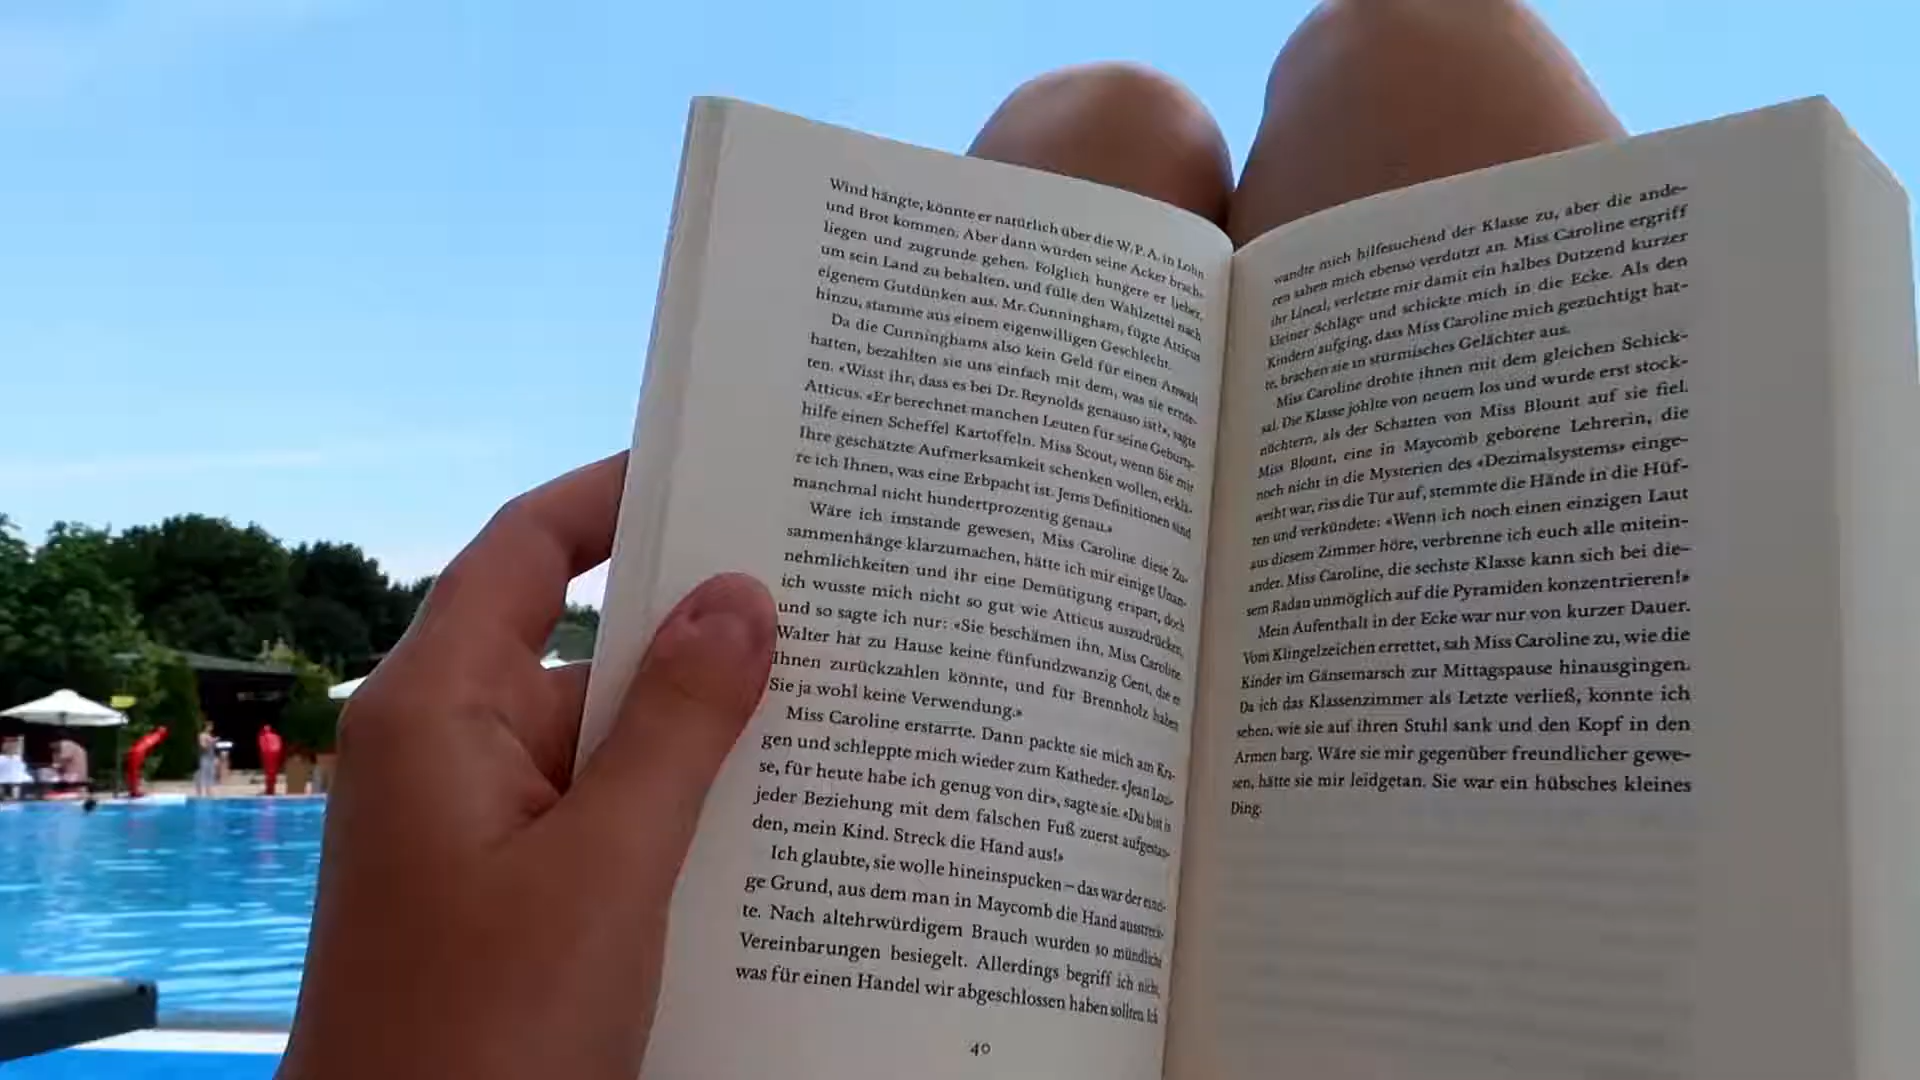 Wind hängte, könnte er natürlich über die W. P. A. in Lohn
und Brot kommen. Aber dann würden seine Äcker brach-
liegen und zugrunde gehen. Folglich hungere er lieber,
um sein Land zu behalten, und fülle den Wahlzettel nach
eigenem Gutdünken aus. Mr. Cunningham, fügte Atticus
hinzu, stamme aus einem eigenwilligen Geschlecht.
Da die Cunninghams also kein Geld für einen Anwalt
hatten, bezahlten sie uns einfach mit dem, was sie ernte-
ten. «Wisst ihr, dass es bei Dr. Reynolds genauso ist?», sagte
Atticus. «Er berechnet manchen Leuten für seine Geburts-
hilfe einen Scheffel Kartoffeln. Miss Scout, wenn Sie mir
Ihre geschätzte Aufmerksamkeit schenken wollen, erklä-
re ich Ihnen, was eine Erbpacht ist. Jems Definitionen sind
manchmal nicht hundertprozentig genau.»
Wäre ich imstande gewesen, Miss Caroline diese Zu-
sammenhänge klarzumachen, hätte ich mir einige Unan-
nehmlichkeiten und ihr eine Demütigung erspart, doch
ich wusste mich nicht so gut wie Atticus auszudrücken,
und so sagte ich nur: «Sie beschämen ihn, Miss Caroline.
Walter hat zu Hause keine fünfundzwanzig Cent, die er
Ihnen zurückzahlen könnte, und für Brennholz haben
Sie ja wohl keine Verwendung.»
Miss Caroline erstarrte. Dann packte sie mich am Kra-
gen und schleppte mich wieder zum Katheder. «Jean Loui-
se, für heute habe ich genug von dir», sagte sie. «Du bist in
jeder Beziehung mit dem falschen Fuß zuerst aufgestan-
den, mein Kind. Streck die Hand aus!»
Ich glaubte, sie wolle hineinspucken – das war der einzi-
ge Grund, aus dem man in Maycomb die Hand ausstreck-
te. Nach altehrwürdigem Brauch wurden so mündliche
Vereinbarungen besiegelt. Allerdings begriff ich nicht,
was für einen Handel wir abgeschlossen haben sollten. Ich
40
wandte mich hilfesuchend der Klasse zu, aber die ande-
ren sahen mich ebenso verdutzt an. Miss Caroline ergriff
ihr Lineal, verletzte mir damit ein halbes Dutzend kurzer
kleiner Schläge und schickte mich in die Ecke. Als den
Kindern aufging, dass Miss Caroline mich gezüchtigt hat-
te, brachen sie in stürmisches Gelächter aus.
Miss Caroline drohte ihnen mit dem gleichen Schick-
sal. Die Klasse johlte von neuem los und wurde erst stock-
nüchtern, als der Schatten von Miss Blount auf sie fiel.
Miss Blount, eine in Maycomb geborene Lehrerin, die
noch nicht in die Mysterien des «Dezimalsystems» einge-
weiht war, riss die Tür auf, stemmte die Hände in die Hüf-
ten und verkündete: «Wenn ich noch einen einzigen Laut
aus diesem Zimmer höre, verbrenne ich euch alle mitein-
ander. Miss Caroline, die sechste Klasse kann sich bei die-
sem Radau unmöglich auf die Pyramiden konzentrieren!»
Mein Aufenthalt in der Ecke war nur von kurzer Dauer.
Vom Klingelzeichen errettet, sah Miss Caroline zu, wie die
Kinder im Gänsemarsch zur Mittagspause hinausgingen.
Da ich das Klassenzimmer als Letzte verließ, konnte ich
sehen, wie sie auf ihren Stuhl sank und den Kopf in den
Armen barg. Wäre sie mir gegenüber freundlicher gewe-
sen, hätte sie mir leidgetan. Sie war ein hübsches kleines
Ding.